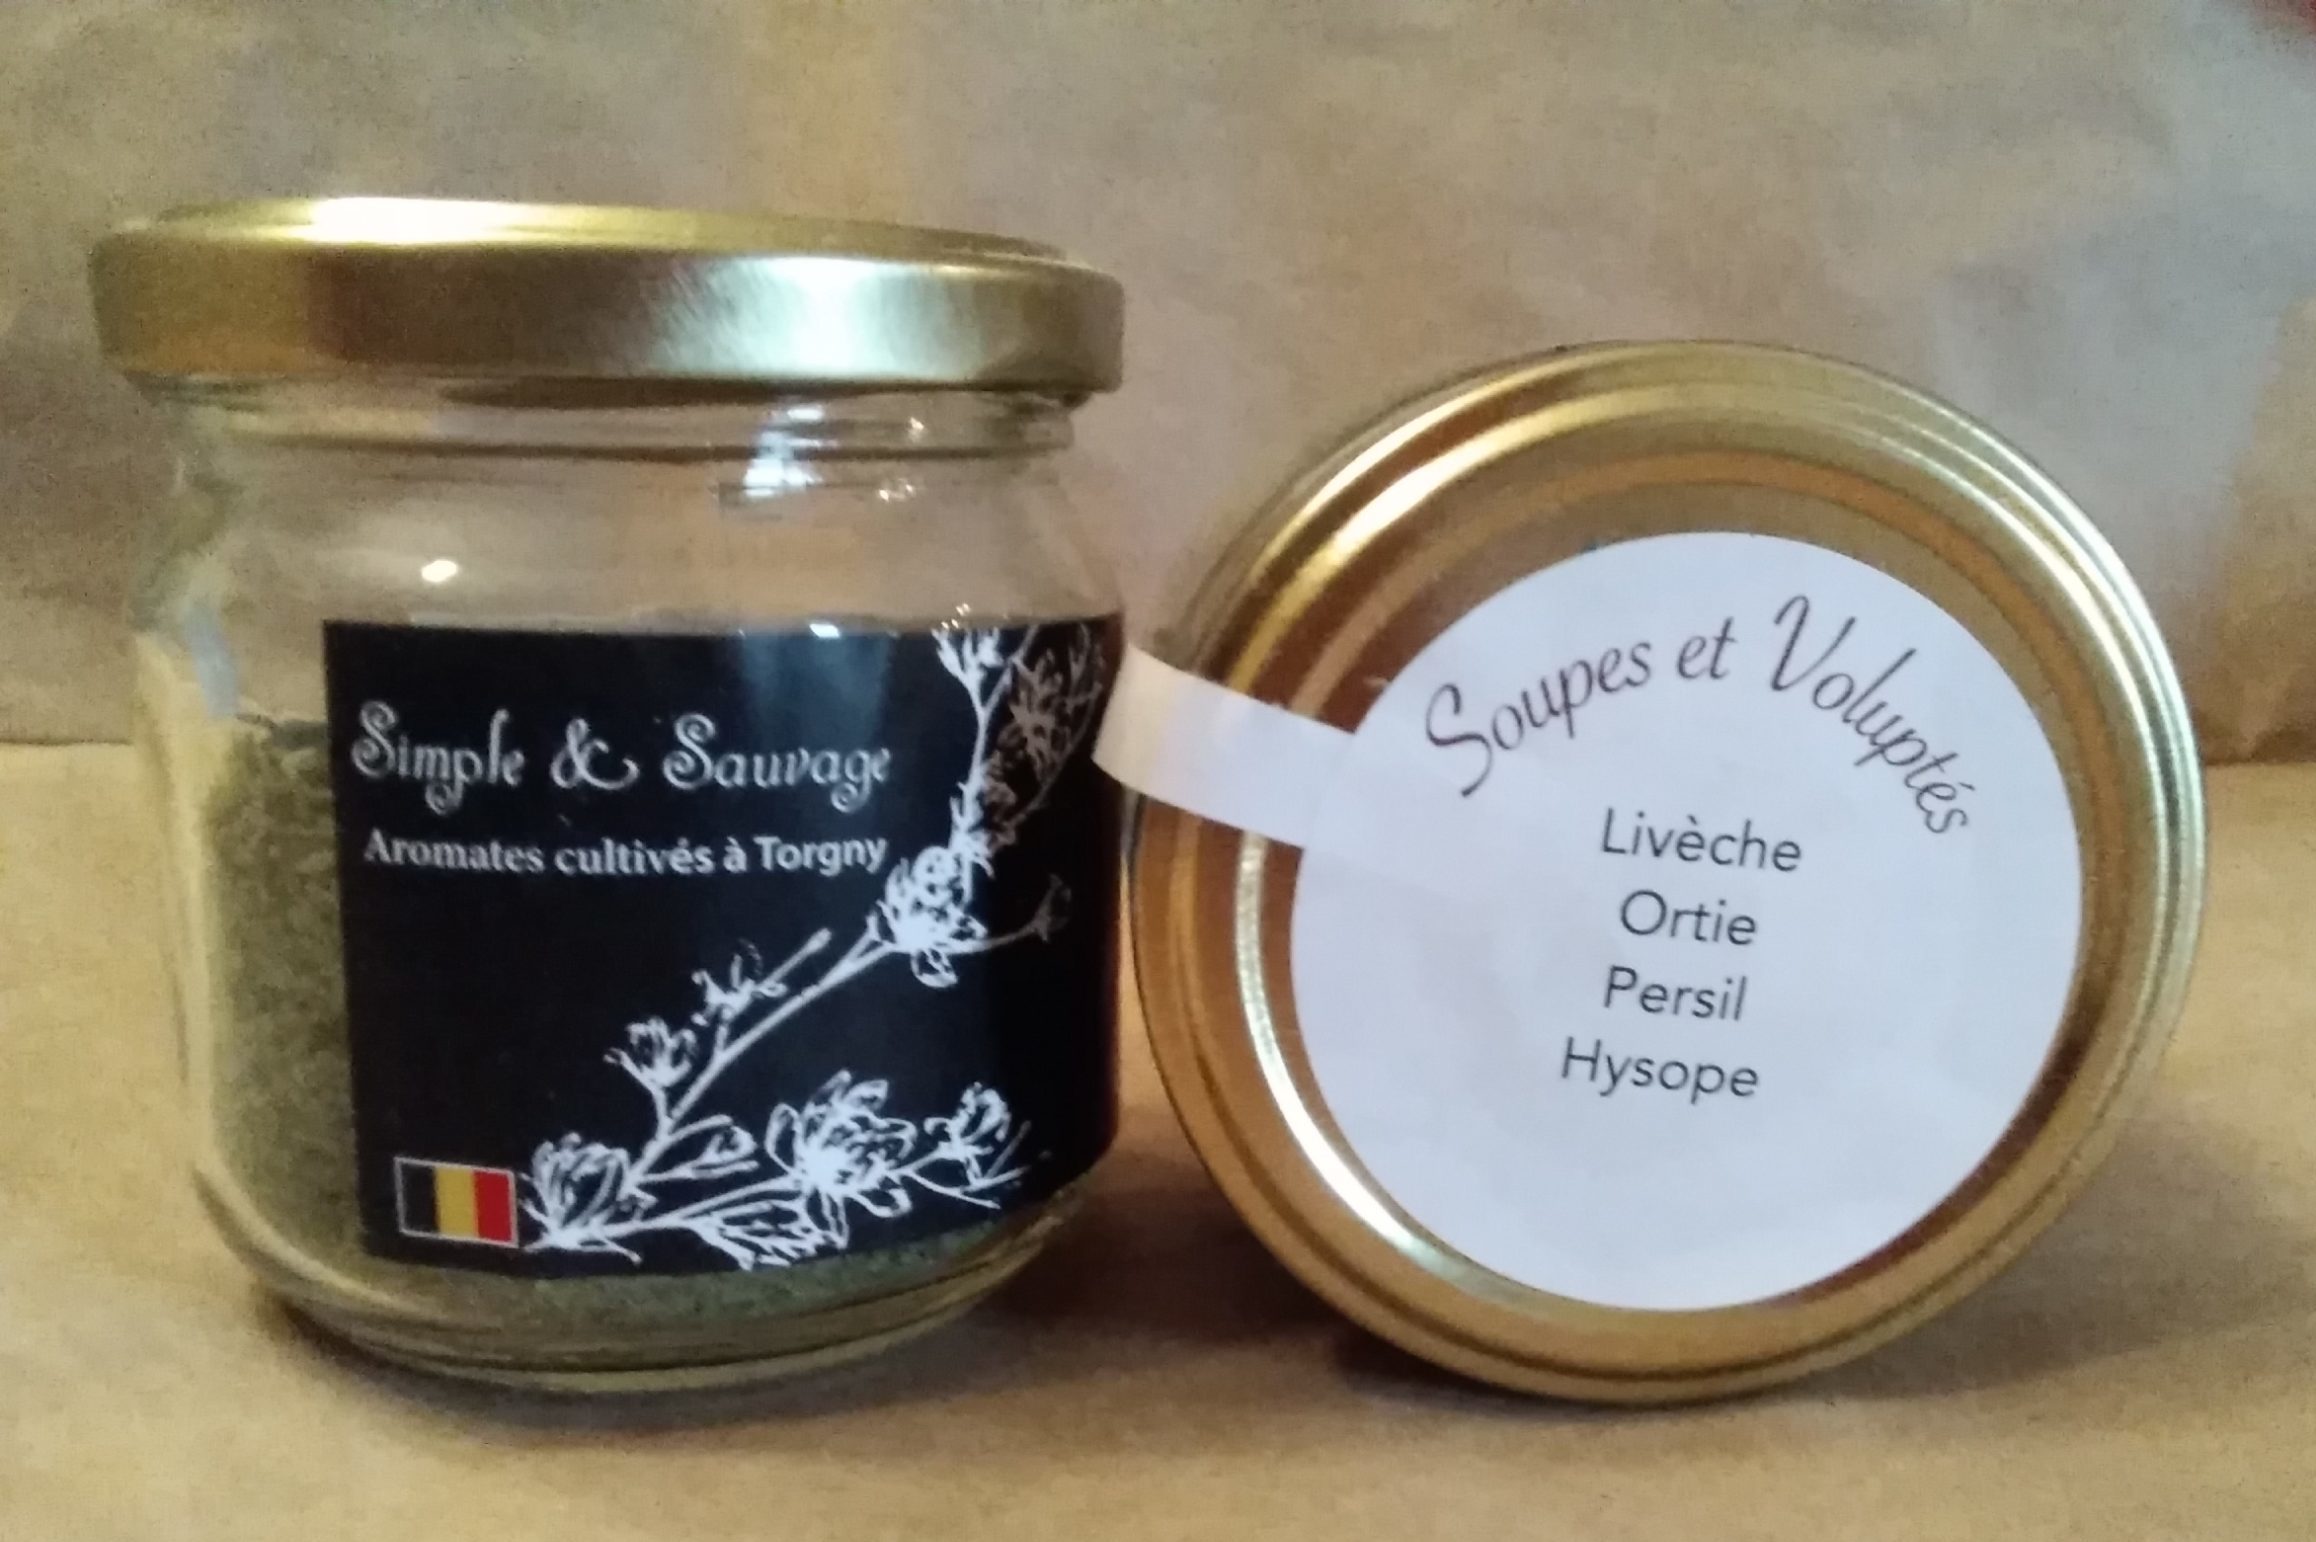 Simple & Sauvage
Aromates cultivés à Torgny
Soupes et Voluptés
Livèche
Ortie
Persil
Hysope